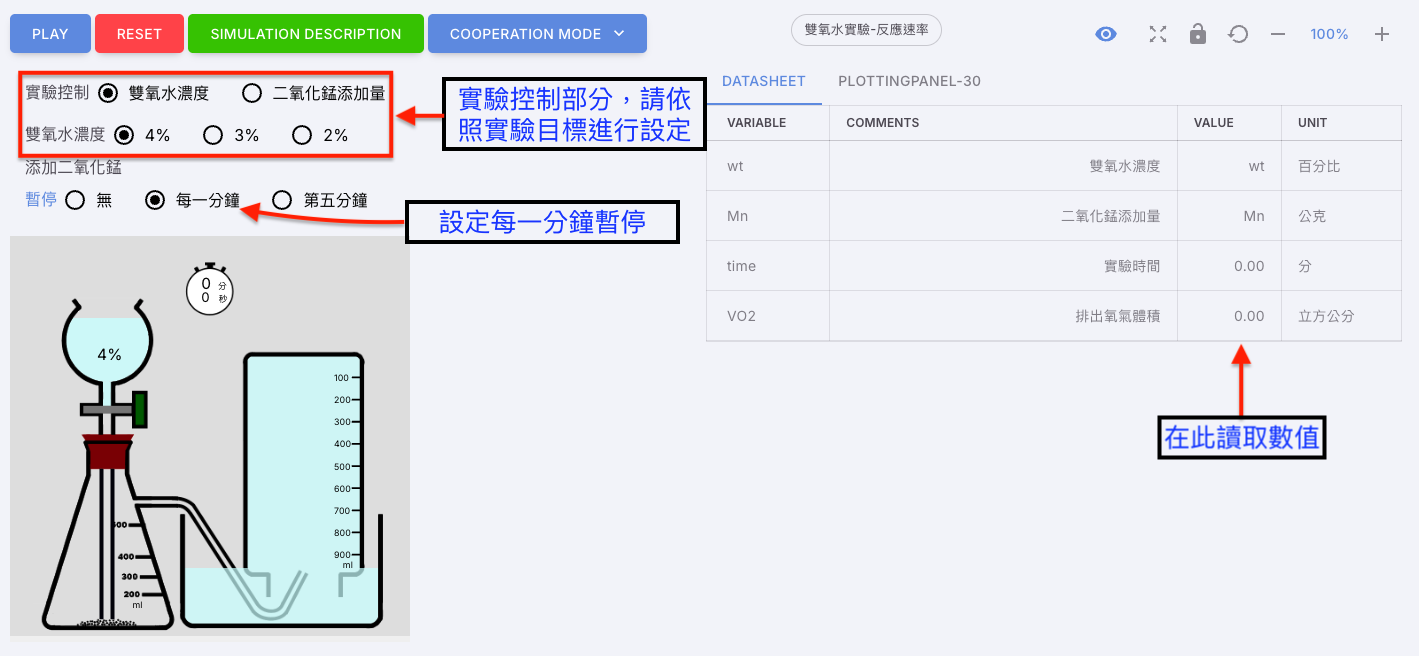 PLAY RESET SIMULATION DESCRIPTION COOPERATION MODE 雙氧水實驗-反應速率 100%
實驗控制 雙氧水濃度 二氧化錳添加量
雙氧水濃度 4% 3% 2%
添加二氧化錳
暫停 無 每一分鐘 第五分鐘
實驗控制部分，請依
照實驗目標進行設定
設定每一分鐘暫停
DATASHEET PLOTTINGPANEL-30
VARIABLE COMMENTS VALUE UNIT
wt 雙氧水濃度 wt 百分比
Mn 二氧化錳添加量 Mn 公克
time 實驗時間 0.00 分
VO2 排出氧氣體積 0.00 立方公分
在此讀取數值
0 分
0 秒
4%
100
200
300
400
500
600
700
800
900
ml
400
300
200
ml